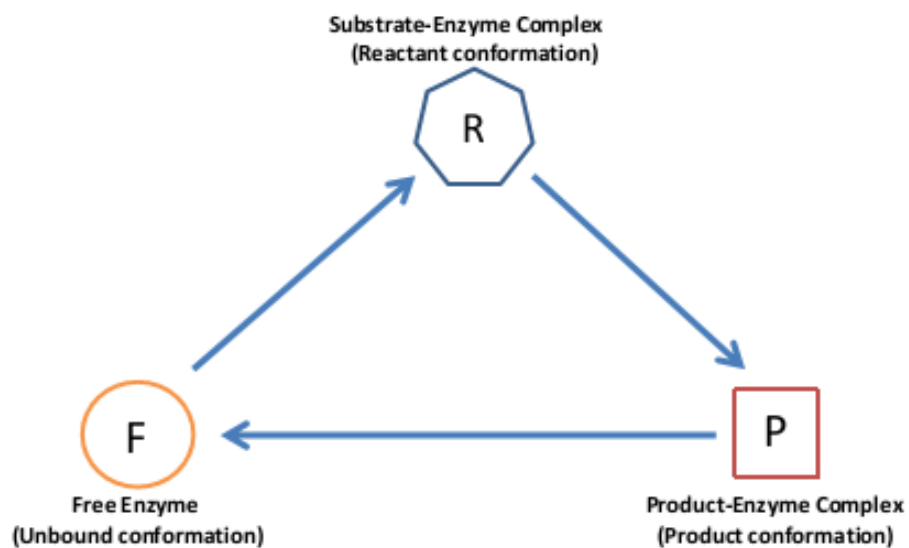 Substrate-Enzyme Complex
(Reactant conformation)
R
F
P
Free Enzyme
(Unbound conformation)
Product-Enzyme Complex
(Product conformation)